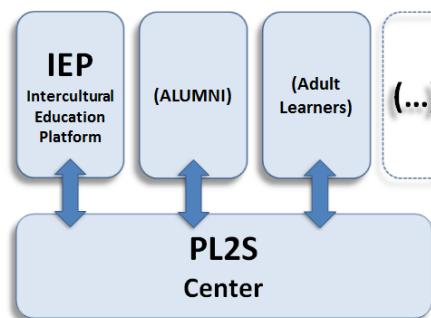 IEP
Intercultural
Education
Platform
(ALUMNI)
(Adult
Learners)
(...)
PL2S
Center